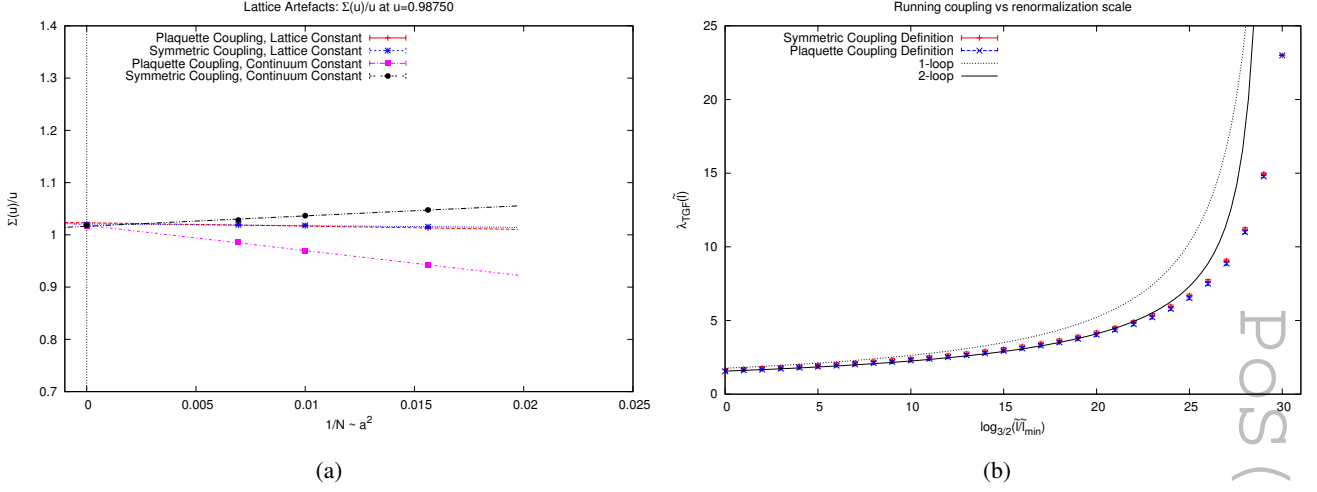 Lattice Artefacts: Σ(u)/u at u=0.98750
Plaquette Coupling, Lattice Constant
Symmetric Coupling, Lattice Constant
Plaquette Coupling, Continuum Constant
Symmetric Coupling, Continuum Constant
Σ(u)/u
1.4
1.3
1.2
1.1
1
0.9
0.8
0.7
0
0.005
0.01
0.015
0.02
0.025
1/N ~ a²
(a)
Running coupling vs renormalization scale
Symmetric Coupling Definition
Plaquette Coupling Definition
1-loop
2-loop
λ_TGF(l̃)
25
20
15
10
5
0
0
5
10
15
20
25
30
log_3/2(l̃/l̃_min)
(b)
PoS (